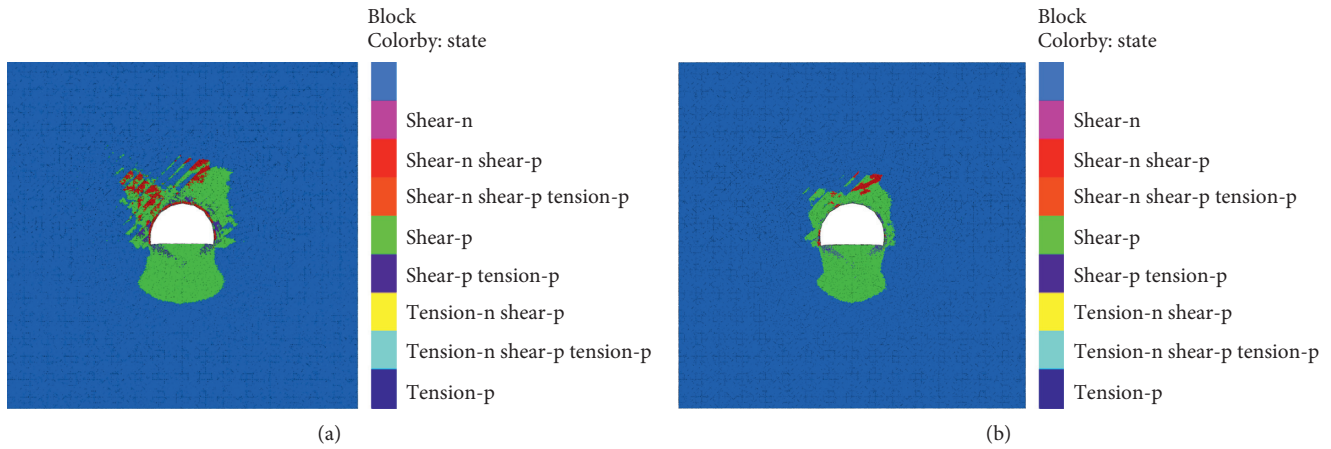 Block
Colorby: state
Shear-n
Shear-n shear-p
Shear-n shear-p tension-p
Shear-p
Shear-p tension-p
Tension-n shear-p
Tension-n shear-p tension-p
Tension-p
(a)
Block
Colorby: state
Shear-n
Shear-n shear-p
Shear-n shear-p tension-p
Shear-p
Shear-p tension-p
Tension-n shear-p
Tension-n shear-p tension-p
Tension-p
(b)